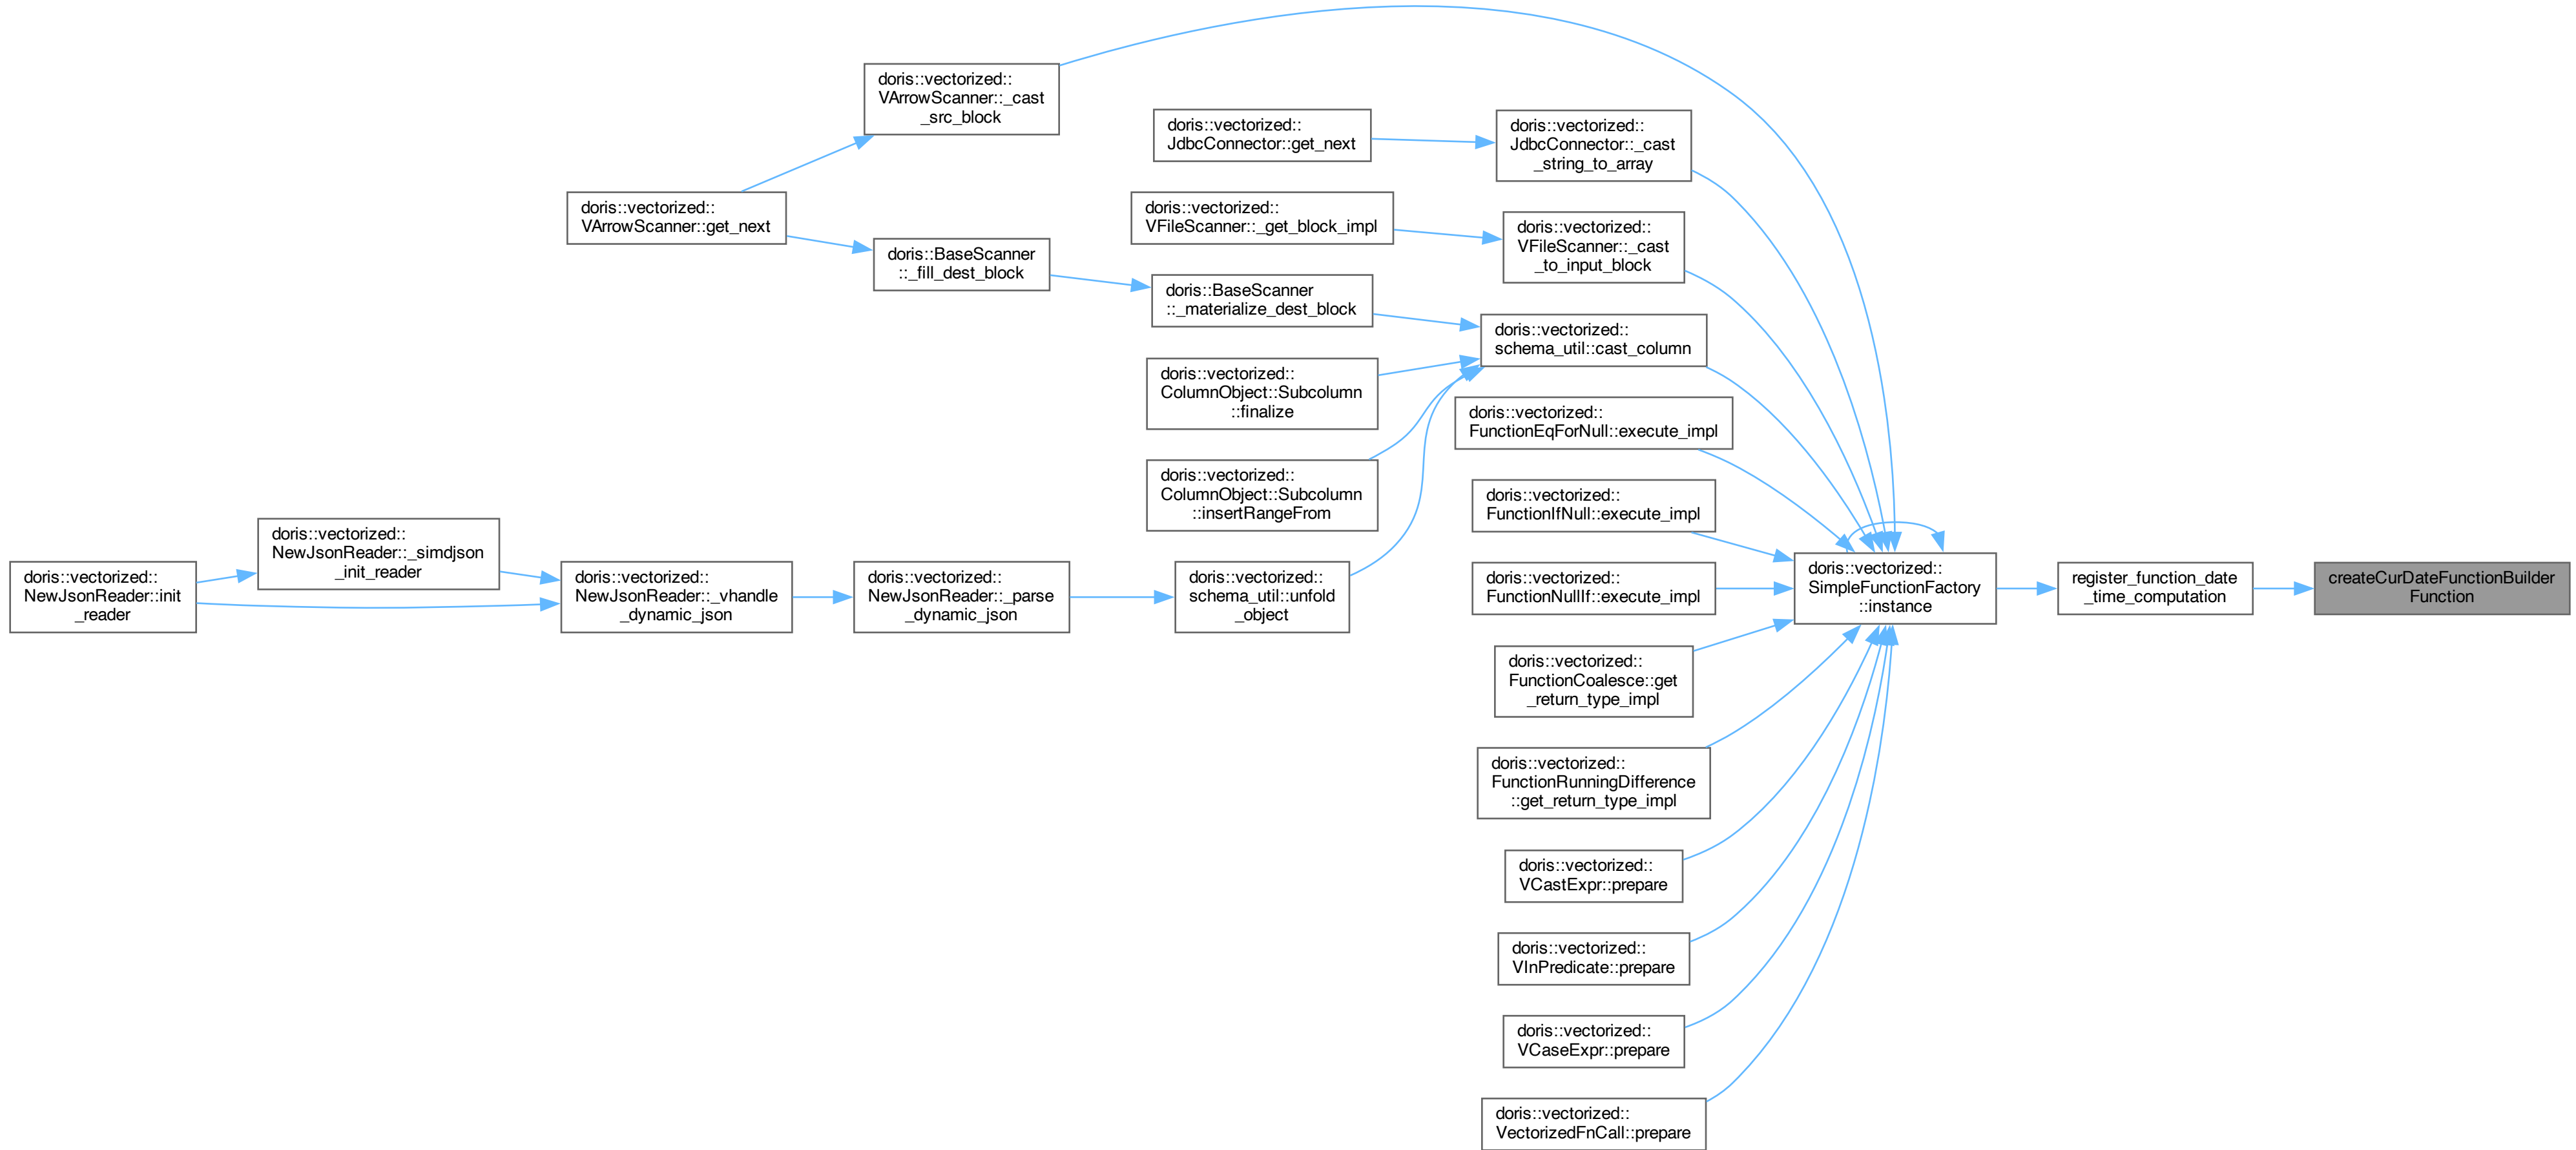 doris::vectorized::
VArrowScanner::_cast
_src_block
doris::vectorized::
JdbcConnector::get_next
doris::vectorized::
JdbcConnector::_cast
_string_to_array
doris::vectorized::
VArrowScanner::get_next
doris::vectorized::
VFileScanner::_get_block_impl
doris::vectorized::
VFileScanner::_cast
_to_input_block
doris::BaseScanner
::_fill_dest_block
doris::BaseScanner
::_materialize_dest_block
doris::vectorized::
schema_util::cast_column
doris::vectorized::
ColumnObject::Subcolumn
::finalize
doris::vectorized::
FunctionEqForNull::execute_impl
doris::vectorized::
ColumnObject::Subcolumn
::insertRangeFrom
doris::vectorized::
FunctionIfNull::execute_impl
doris::vectorized::
NewJsonReader::init
_reader
doris::vectorized::
NewJsonReader::_simdjson
_init_reader
doris::vectorized::
NewJsonReader::_vhandle
_dynamic_json
doris::vectorized::
NewJsonReader::_parse
_dynamic_json
doris::vectorized::
schema_util::unfold
_object
doris::vectorized::
FunctionNullIf::execute_impl
doris::vectorized::
SimpleFunctionFactory
::instance
register_function_date
_time_computation
createCurDateFunctionBuilder
Function
doris::vectorized::
FunctionCoalesce::get
_return_type_impl
doris::vectorized::
FunctionRunningDifference
::get_return_type_impl
doris::vectorized::
VCastExpr::prepare
doris::vectorized::
VInPredicate::prepare
doris::vectorized::
VCaseExpr::prepare
doris::vectorized::
VectorizedFnCall::prepare